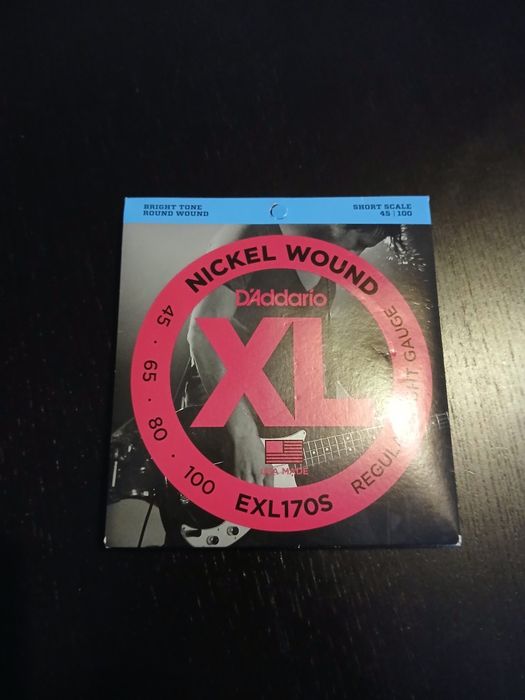 BRIGHT TONE
ROUND WOUND
SHORT SCALE
45 | 100
NICKEL WOUND
D'Addario
XL
USA MADE
45 · 65 · 80 · 100
EXL170S
REGULAR LIGHT GAUGE